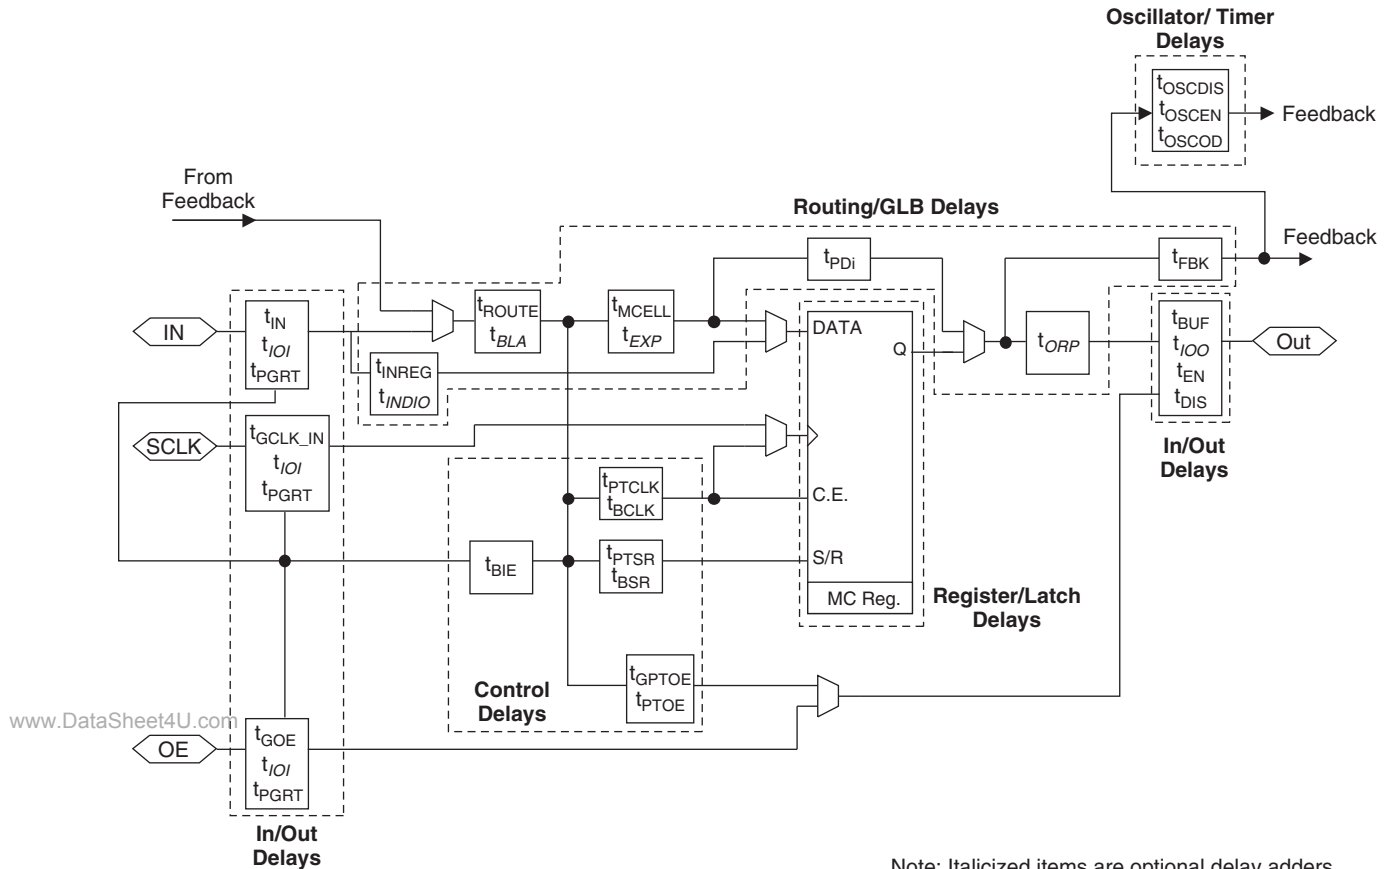 Oscillator/ Timer
Delays
tOSCDIS
tOSCEN
tOSCOD
Feedback
From
Feedback
Routing/GLB Delays
tPDi
tFBK
Feedback
IN
tIN
tIOI
tPGRT
tROUTE
tBLA
tMCELL
tEXP
tINREG
tINDIO
DATA
Q
C.E.
S/R
MC Reg.
tORP
tBUF
tIOO
tEN
tDIS
Out
In/Out
Delays
SCLK
tGCLK_IN
tIOI
tPGRT
tPTCLK
tBCLK
tBIE
tPTSR
tBSR
Register/Latch
Delays
Control
Delays
tGPTOE
tPTOE
www.DataSheet4U.com
OE
tGOE
tIOI
tPGRT
In/Out
Delays
Note: Italicized items are optional delay adders